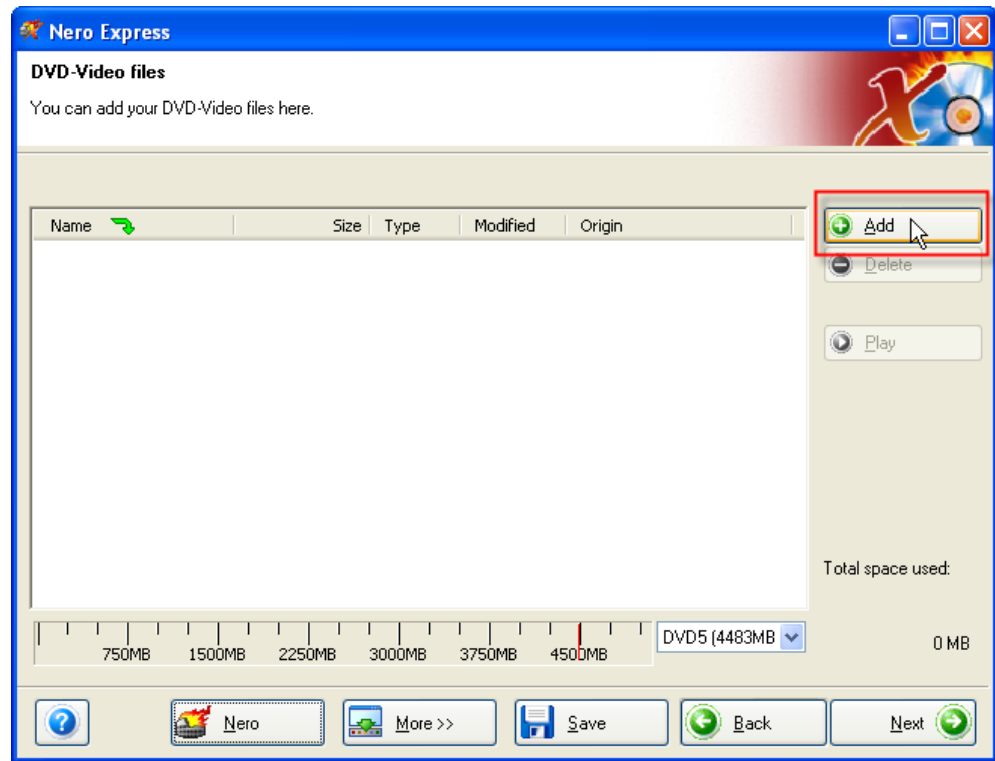 Nero Express
DVD-Video files
You can add your DVD-Video files here.
Name Size Type Modified Origin
Add
Delete
Play
Total space used:
750MB 1500MB 2250MB 3000MB 3750MB 4500MB
DVD5 (4483MB
0 MB
Nero More >> Save Back Next